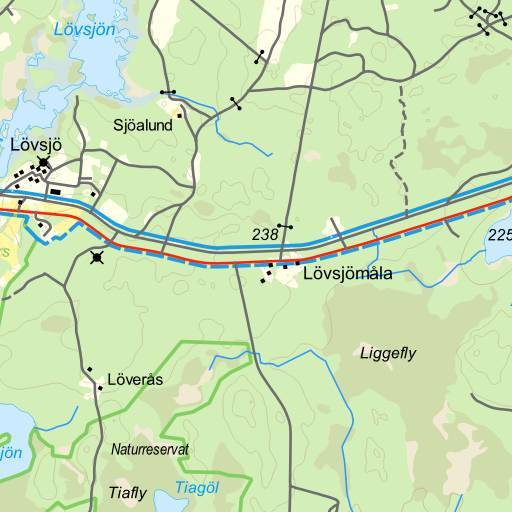 Lövsjön
Sjöalund
Lövsjö
238
225
Lövsjömåla
Liggefly
Löverås
Naturreservat
Tiafly
Tiagöl